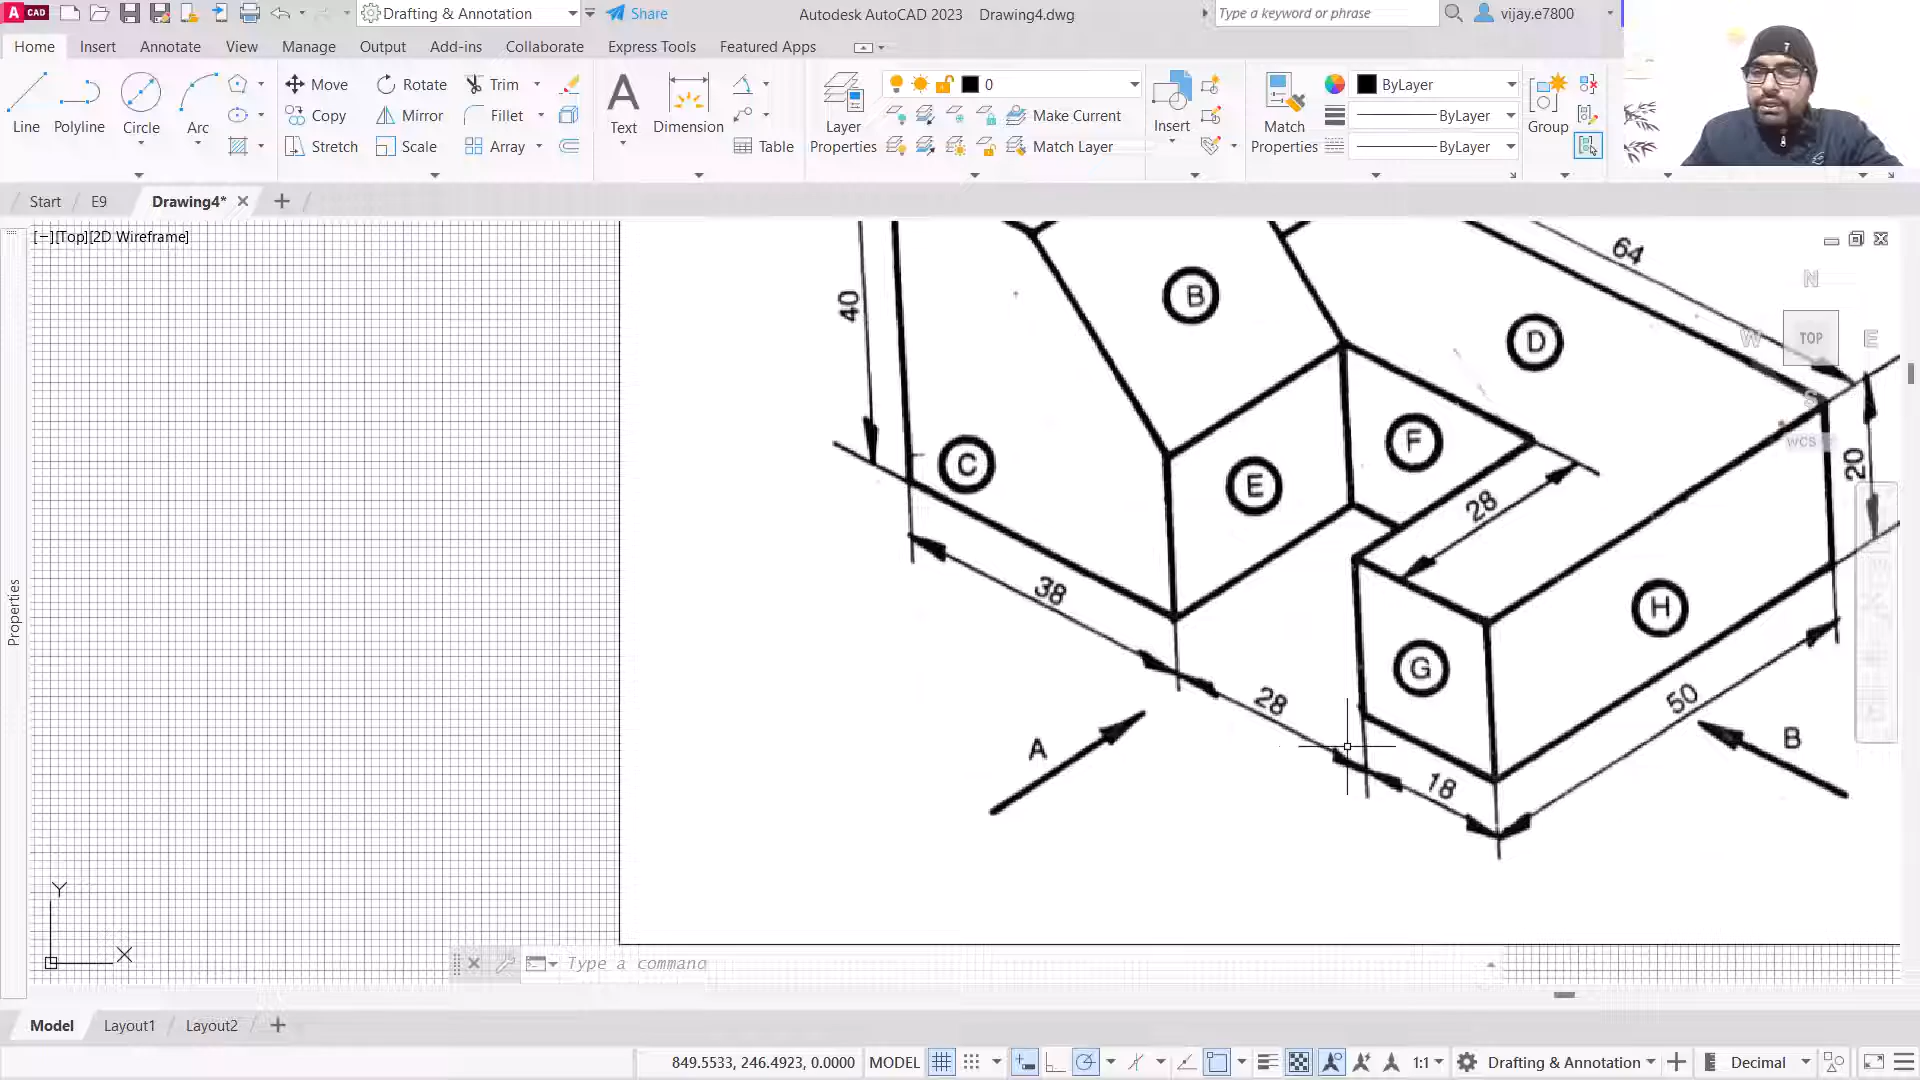 A CAD Drafting & Annotation Share Autodesk AutoCAD 2023 Drawing4.dwg Type a keyword or phrase vijay.e7800
Home Insert Annotate View Manage Output Add-ins Collaborate Express Tools Featured Apps
Line Polyline Circle Arc
Move Rotate Trim
Copy Mirror Fillet
Stretch Scale Array
Text Dimension Table
Layer Properties
0
Make Current
Match Layer
Insert
Match Properties
ByLayer
ByLayer
ByLayer
Group
Start E9 Drawing4* +
[−][Top][2D Wireframe]
64
N
W TOP E
S
WCS
40
B
D
C
E
F
28
20
38
H
G
28
50
A
B
18
Properties
Y
X
Type a command
Model Layout1 Layout2 +
849.5533, 246.4923, 0.0000 MODEL 1:1 Drafting & Annotation Decimal